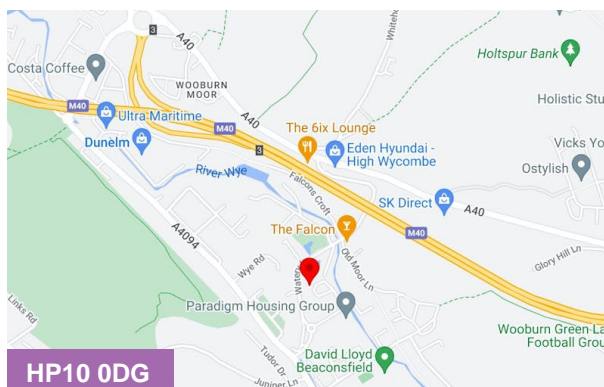 3
A40
Costa Coffee
WOOBURN
MOOR
Whiteho
Holtspur Bank
M40
Ultra Maritime
A40
Holistic Stu
Dunelm
M40
The 6ix Lounge
Eden Hyundai -
High Wycombe
Vicks Yo
3
Ostylish
River Wye
Falcons Croft
SK Direct
A40
A4094
The Falcon
M40
Old Moor Ln
Glory Hill Ln
Wye Rd
Links Rd
Paradigm Housing Group
Wooburn Green La
Football Grou
Tudor Dr
David Lloyd
Beaconsfield
HP10 0DG
Juniper Ln